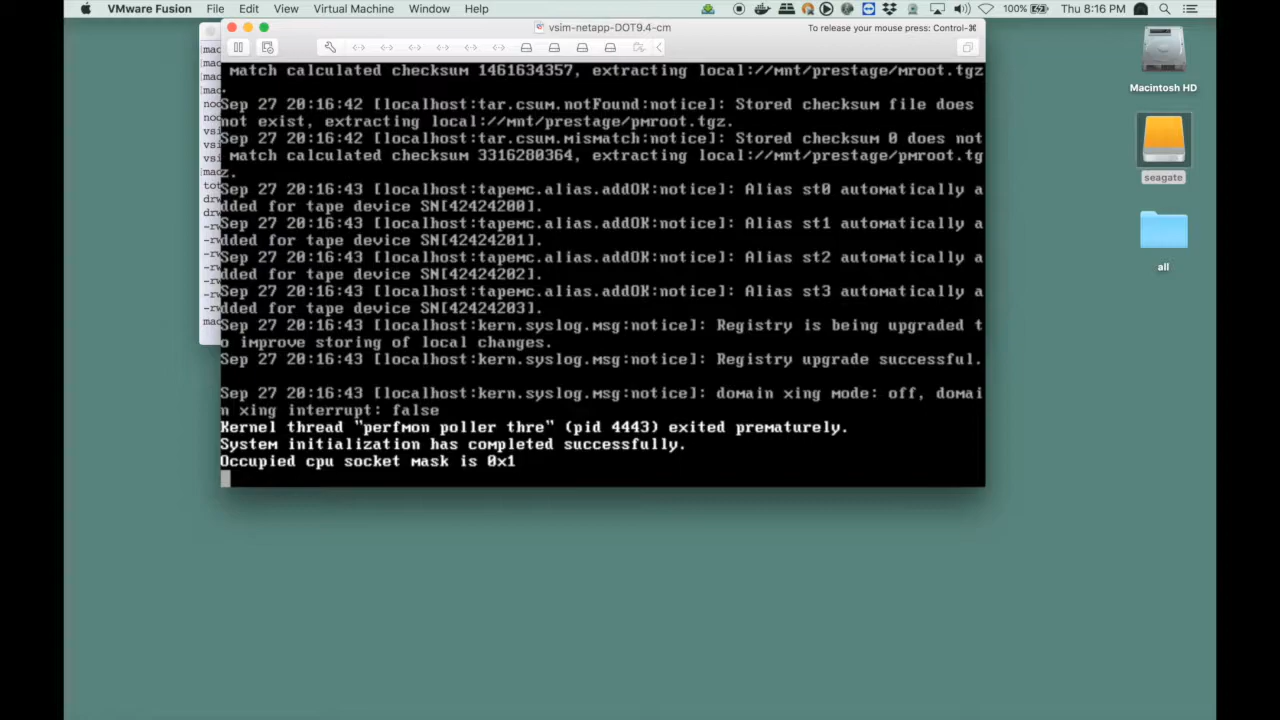 VMware Fusion File Edit View Virtual Machine Window Help 100% Thu 8:16 PM
vsim-netapp-DOT9.4-cm
To release your mouse press: Control-⌘
match calculated checksum 1461634357, extracting local://mnt/prestage/mroot.tgz
.
Sep 27 20:16:42 [localhost:tar.csum.notFound:notice]: Stored checksum file does
not exist, extracting local://mnt/prestage/pmroot.tgz.
Sep 27 20:16:42 [localhost:tar.csum.mismatch:notice]: Stored checksum 0 does not
match calculated checksum 3316280364, extracting local://mnt/prestage/pmroot.tg
z.
Sep 27 20:16:43 [localhost:tapemc.alias.addOK:notice]: Alias st0 automatically a
dded for tape device SN[42424200].
Sep 27 20:16:43 [localhost:tapemc.alias.addOK:notice]: Alias st1 automatically a
dded for tape device SN[42424201].
Sep 27 20:16:43 [localhost:tapemc.alias.addOK:notice]: Alias st2 automatically a
dded for tape device SN[42424202].
Sep 27 20:16:43 [localhost:tapemc.alias.addOK:notice]: Alias st3 automatically a
dded for tape device SN[42424203].
Sep 27 20:16:43 [localhost:kern.syslog.msg:notice]: Registry is being upgraded t
o improve storing of local changes.
Sep 27 20:16:43 [localhost:kern.syslog.msg:notice]: Registry upgrade successful.
Sep 27 20:16:43 [localhost:kern.syslog.msg:notice]: domain xing mode: off, domai
n xing interrupt: false
Kernel thread "perfmon poller thre" (pid 4443) exited prematurely.
System initialization has completed successfully.
Occupied cpu socket mask is 0x1
Macintosh HD
seagate
all